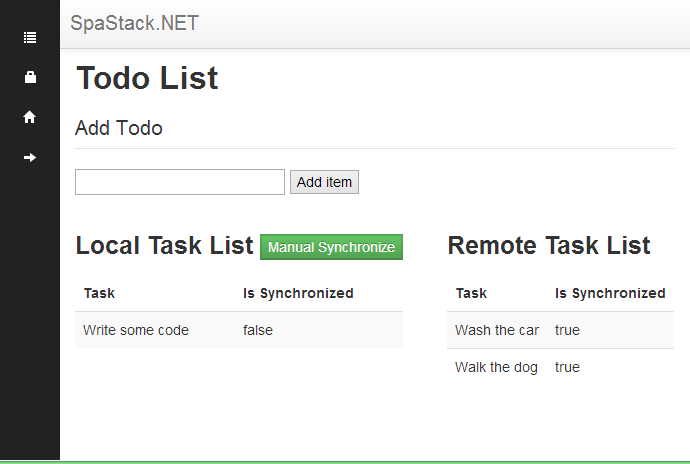 SpaStack.NET
Todo List
Add Todo
Add item
Local Task List Manual Synchronize
Task Is Synchronized
Write some code false
Remote Task List
Task Is Synchronized
Wash the car true
Walk the dog true